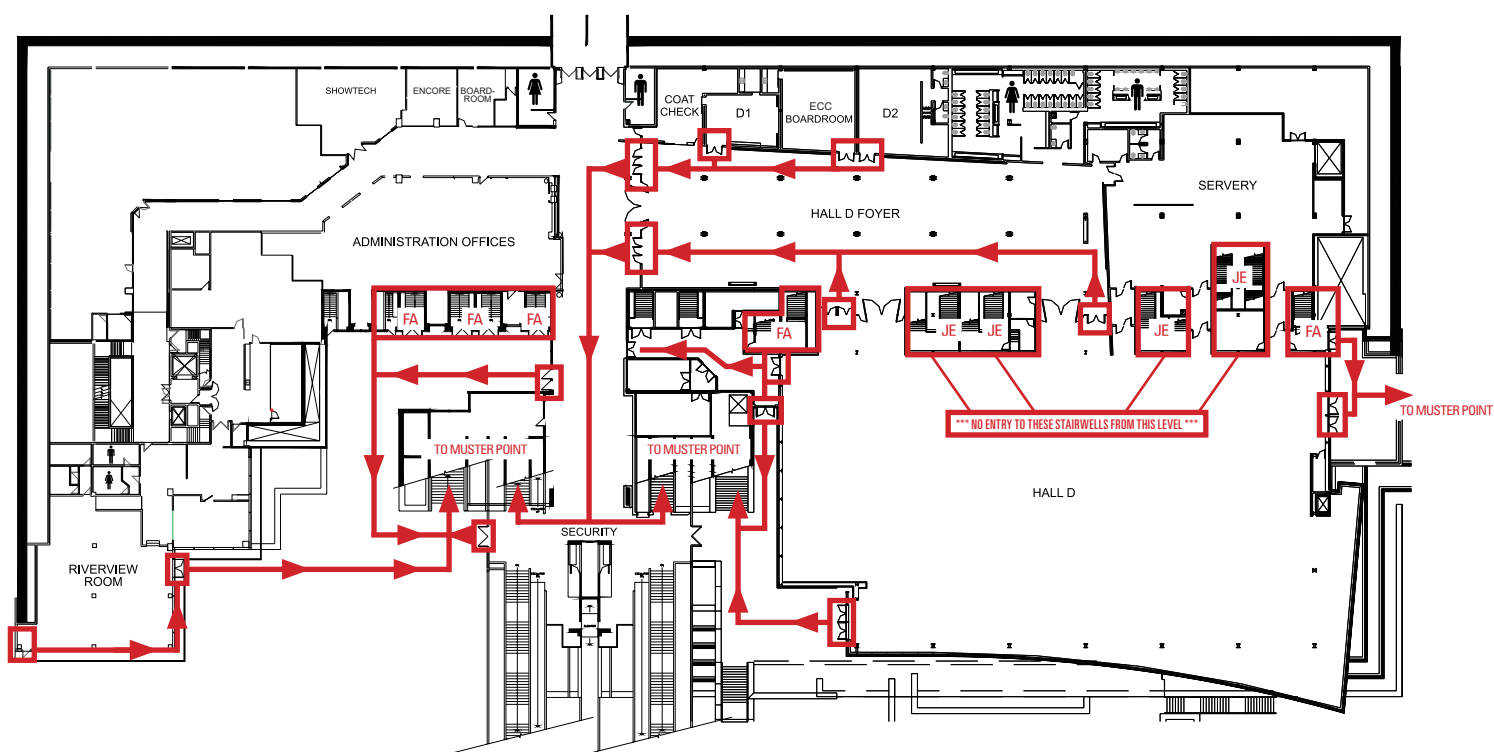 SHOWTECH
ENCORE
BOARD-
ROOM
COAT
CHECK
D1
ECC
BOARDROOM
D2
SERVERY
HALL D FOYER
ADMINISTRATION OFFICES
FA
FA
FA
FA
JE
JE
JE
JE
FA
TO MUSTER POINT
*** NO ENTRY TO THESE STAIRWELLS FROM THIS LEVEL ***
TO MUSTER POINT
TO MUSTER POINT
HALL D
SECURITY
RIVERVIEW
ROOM